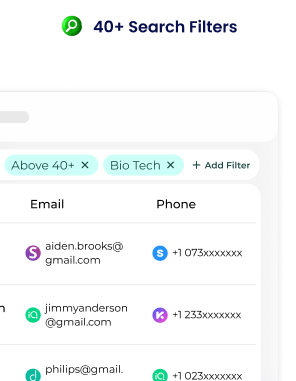 40+ Search Filters
Above 40+ ✕ Bio Tech ✕ + Add Filter
Email Phone
aiden.brooks@
gmail.com
+1 073xxxxxxx
jimmyanderson
@gmail.com
+1 233xxxxxxx
philips@gmail.
+1 023xxxxxxx